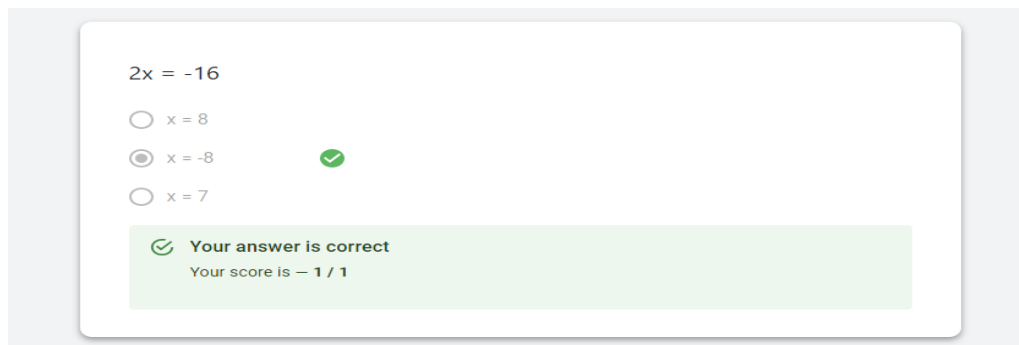 2x = -16
x = 8
x = -8
x = 7
Your answer is correct
Your score is – 1 / 1